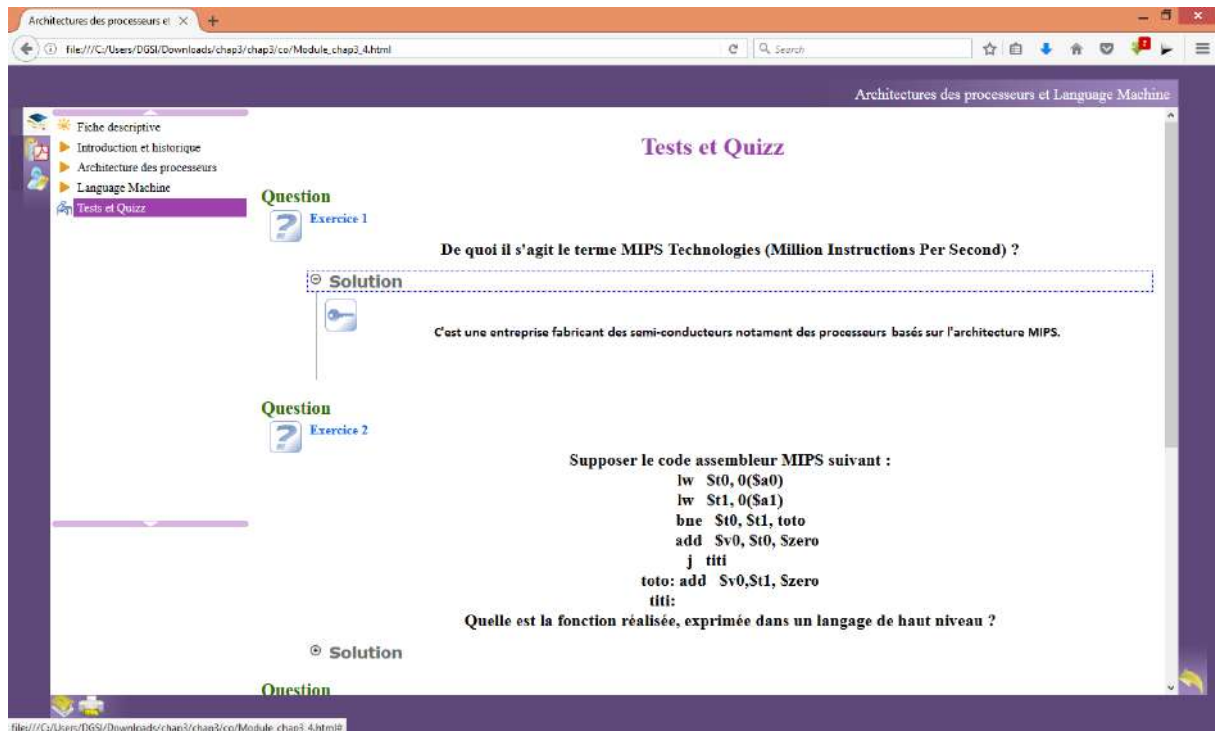 Architectures des processeurs et
file:///C:/Users/DGSI/Downloads/chap3/chap3/co/Module_chap3_4.html
Search
2
Architectures des processeurs et Language Machine
Fiche descriptive
Introduction et historique
Architecture des processeurs
Language Machine
Tests et Quizz
Tests et Quizz
Question
Exercice 1
De quoi il s'agit le terme MIPS Technologies (Million Instructions Per Second) ?
Solution
C'est une entreprise fabricant des semi-conducteurs notament des processeurs basés sur l'architecture MIPS.
Question
Exercice 2
Supposer le code assembleur MIPS suivant :
lw $t0, 0($a0)
lw $t1, 0($a1)
bne $t0, $t1, toto
add $v0, $t0, $zero
j titi
toto: add $v0,$t1, $zero
titi:
Quelle est la fonction réalisée, exprimée dans un langage de haut niveau ?
Solution
Question
file:///C:/Users/DGSI/Downloads/chap3/chap3/co/Module_chap3_4.html#